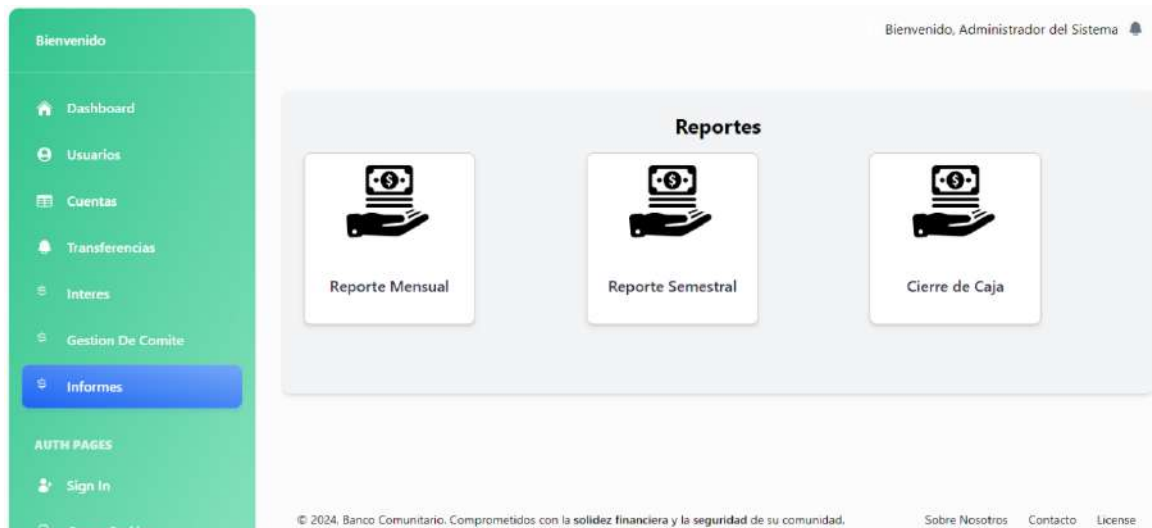 Bienvenido
Dashboard
Usuarios
Cuentas
Transferencias
Interes
Gestion De Comite
Informes
AUTH PAGES
Sign In
Bienvenido, Administrador del Sistema
Reportes
Reporte Mensual
Reporte Semestral
Cierre de Caja
© 2024, Banco Comunitario. Comprometidos con la solidez financiera y la seguridad de su comunidad.
Sobre Nosotros Contacto License